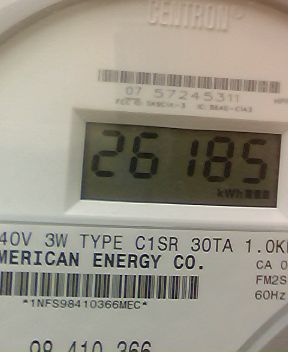 CENTRON
07 57245311
26185
kWh
40V 3W TYPE C1SR 30TA 1.0K
MERICAN ENERGY CO.
CA 0
FM2S
60Hz
*1NFS98410366MEC*
98 410 366